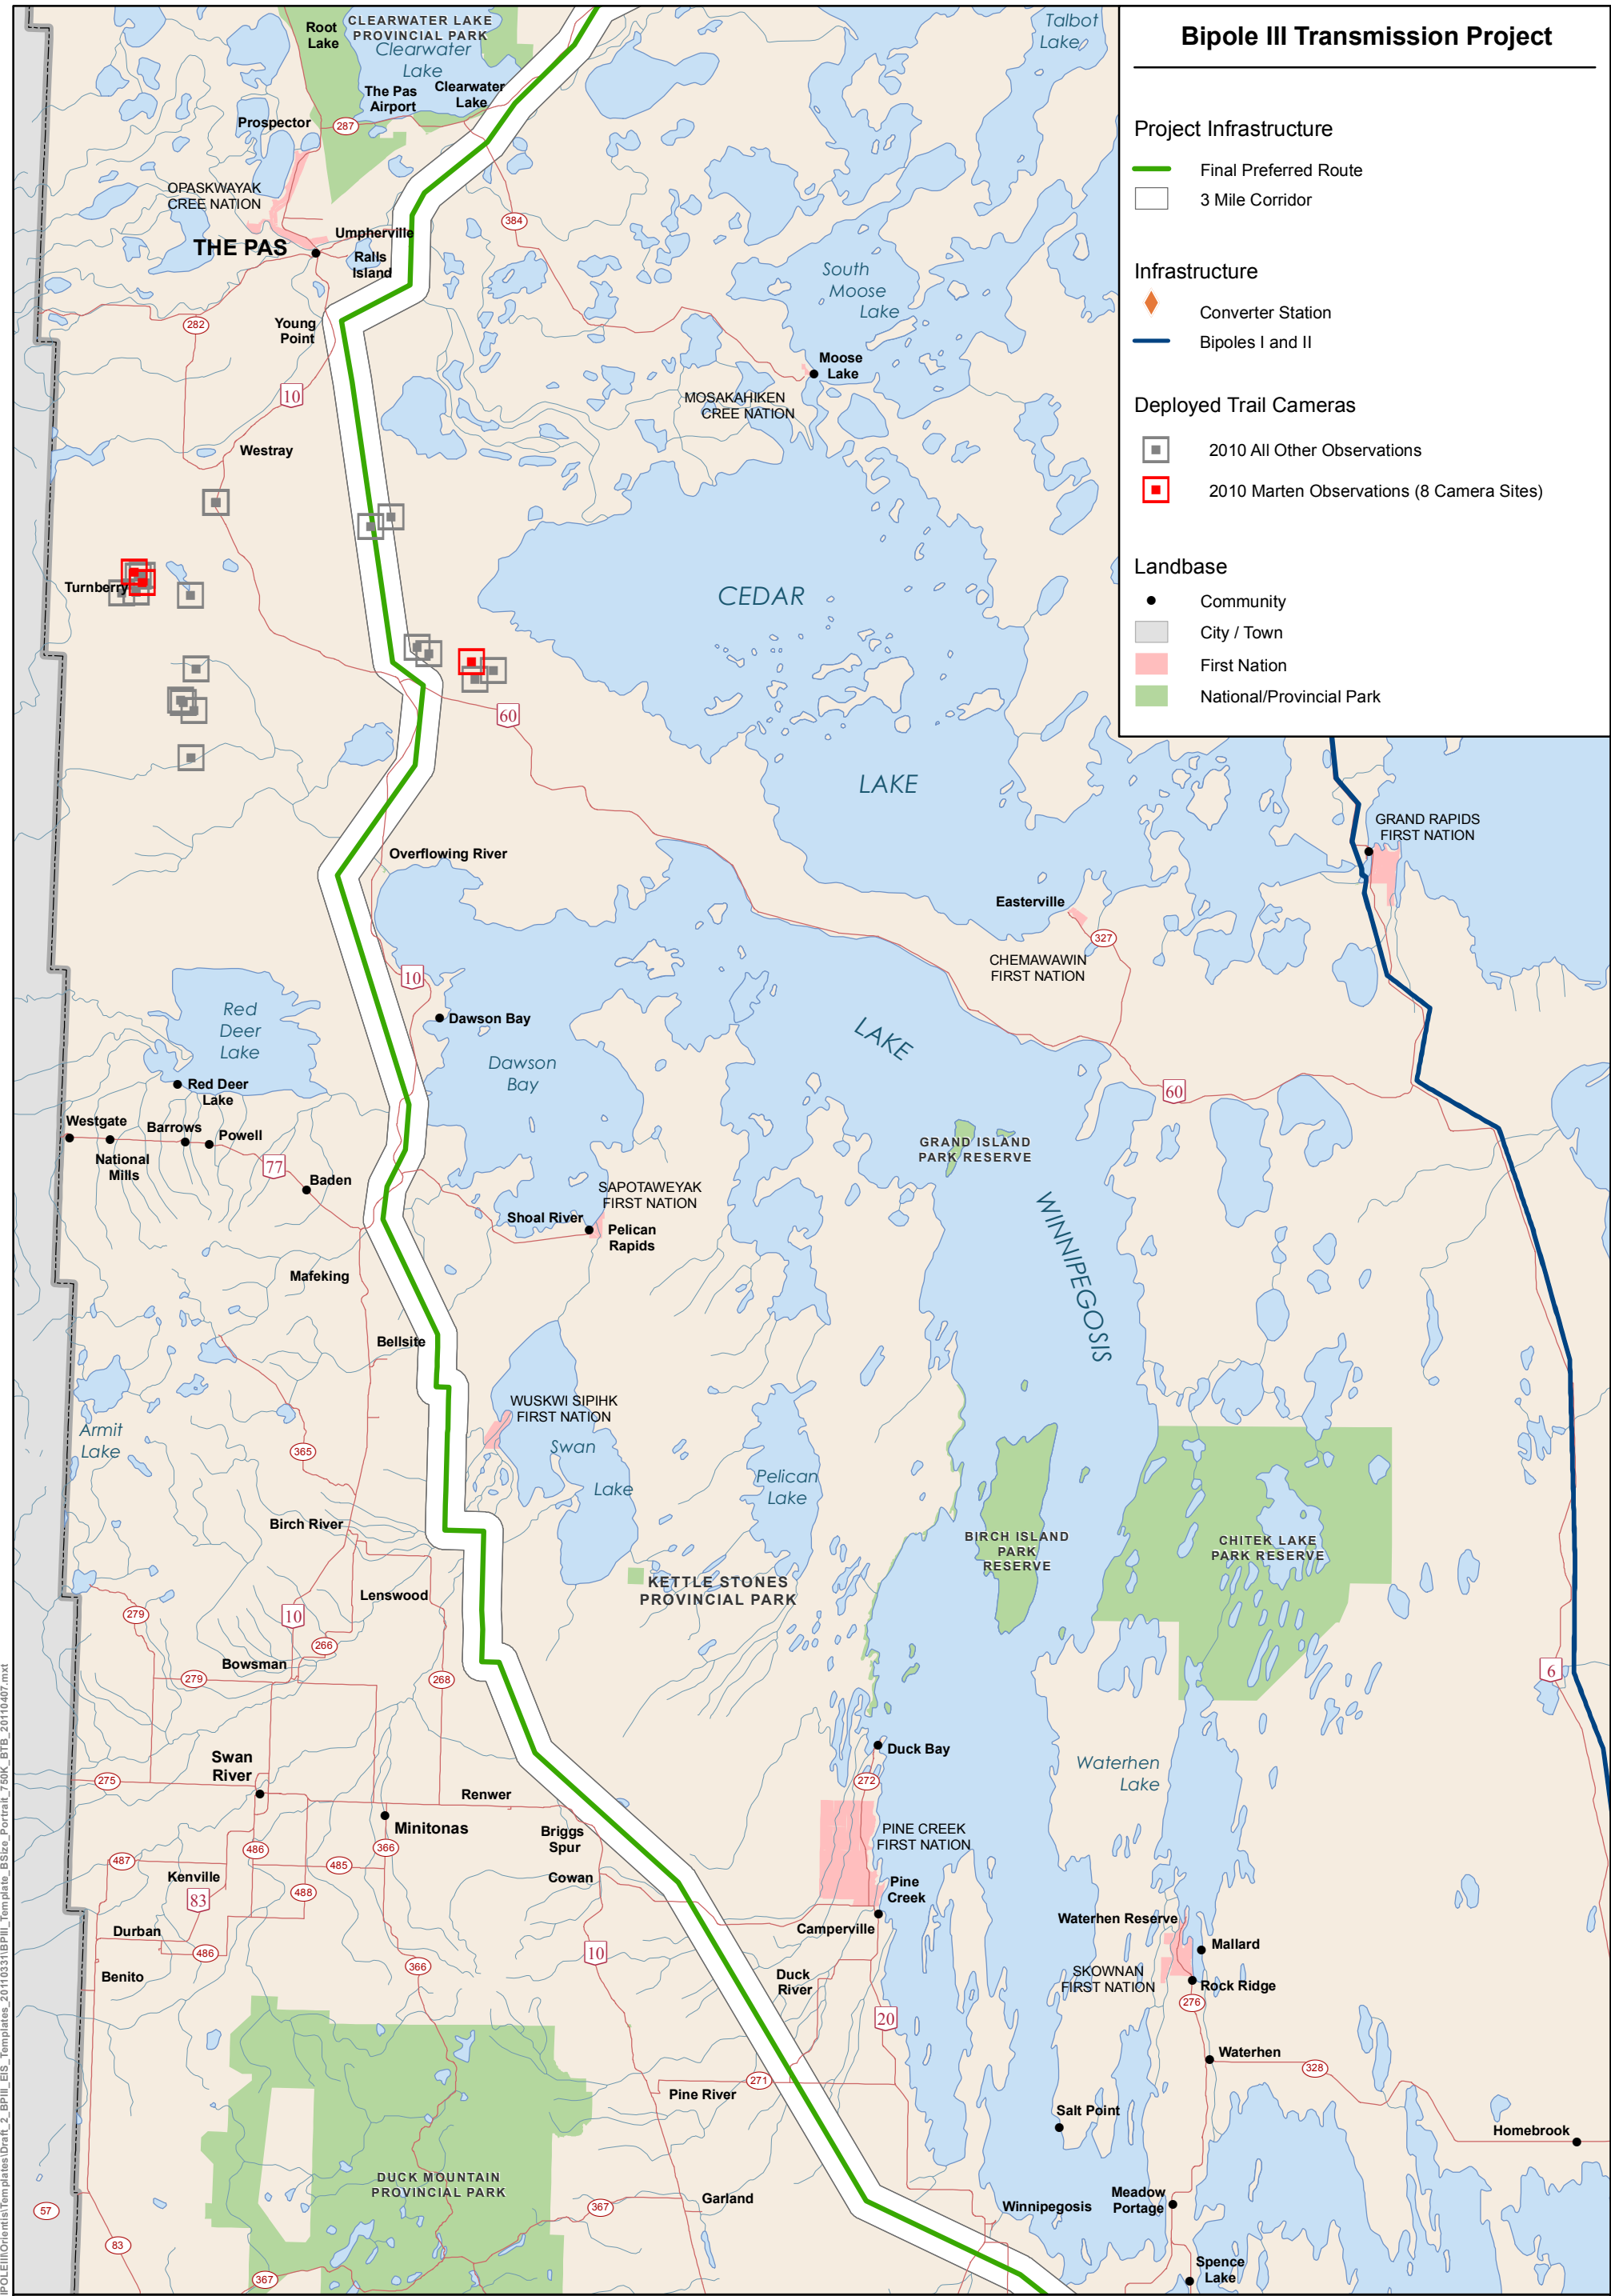 Bipole III Transmission Project
Project Infrastructure
Final Preferred Route
3 Mile Corridor
Infrastructure
Converter Station
Bipoles I and II
Deployed Trail Cameras
2010 All Other Observations
2010 Marten Observations (8 Camera Sites)
Landbase
Community
City / Town
First Nation
National/Provincial Park
CLEARWATER LAKE
PROVINCIAL PARK
Root
Lake
Clearwater
Lake
Talbot
Lake
The Pas
Airport
Clearwater
Lake
Prospector
287
OPASKWAYAK
CREE NATION
384
THE PAS
Umpherville
Ralls
Island
South
Moose
Lake
282
Young
Point
Moose
Lake
10
MOSAKAHIKEN
CREE NATION
Westray
Turnberry
CEDAR
LAKE
60
GRAND RAPIDS
FIRST NATION
Overflowing River
Easterville
327
CHEMAWAWIN
FIRST NATION
10
Red
Deer
Lake
Dawson Bay
LAKE
WINNIPEGOSIS
Dawson
Bay
Red Deer
Lake
60
Westgate
Barrows
Powell
National
Mills
77
Baden
GRAND ISLAND
PARK RESERVE
SAPOTAWEYAK
FIRST NATION
Shoal River
Pelican
Rapids
Mafeking
Bellsite
WUSKWI SIPIHK
FIRST NATION
Armit
Lake
Swan
Lake
365
Pelican
Lake
Birch River
BIRCH ISLAND
PARK
RESERVE
CHITEK LAKE
PARK RESERVE
KETTLE STONES
PROVINCIAL PARK
Lenswood
279
10
266
Bowsman
279
268
6
Duck Bay
Swan
River
Waterhen
Lake
275
272
Renwer
Minitonas
Briggs
Spur
PINE CREEK
FIRST NATION
486
366
487
485
Kenville
Cowan
83
488
Pine
Creek
Camperville
Waterhen Reserve
Durban
486
10
Mallard
366
Benito
Duck
River
SKOWNAN
FIRST NATION
Rock Ridge
276
20
Waterhen
328
271
Pine River
Salt Point
Homebrook
DUCK MOUNTAIN
PROVINCIAL PARK
Garland
57
367
Winnipegosis
Meadow
Portage
83
Spence
Lake
367